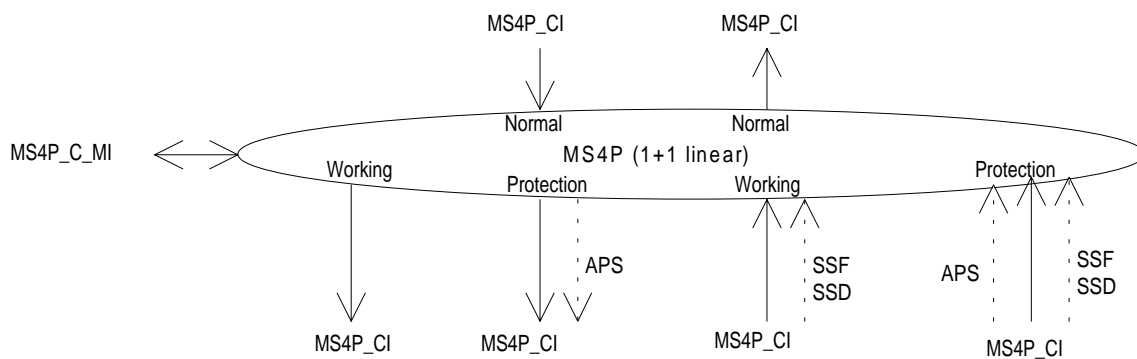 MS4P_CI MS4P_CI
Normal Normal
MS4P_C_MI MS4P (1+1 linear)
Working Protection Working Protection
APS SSF APS SSF
SSD SSD
MS4P_CI MS4P_CI MS4P_CI MS4P_CI